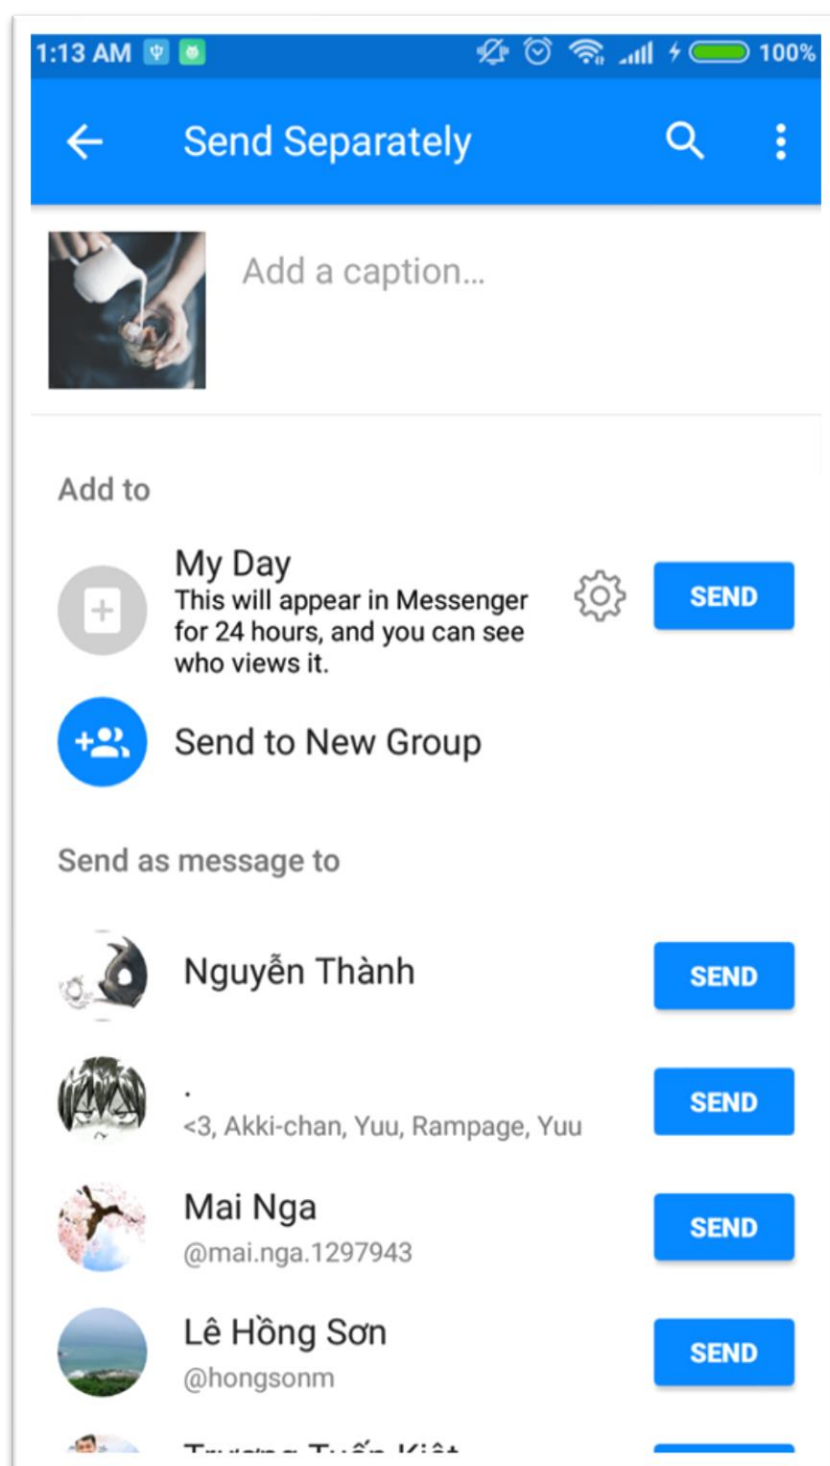 1:13 AM 100%
Send Separately
Add a caption...
Add to
My Day
This will appear in Messenger
for 24 hours, and you can see
who views it.
SEND
Send to New Group
Send as message to
Nguyễn Thành
SEND
.
<3, Akki-chan, Yuu, Rampage, Yuu
SEND
Mai Nga
@mai.nga.1297943
SEND
Lê Hồng Sơn
@hongsonm
SEND